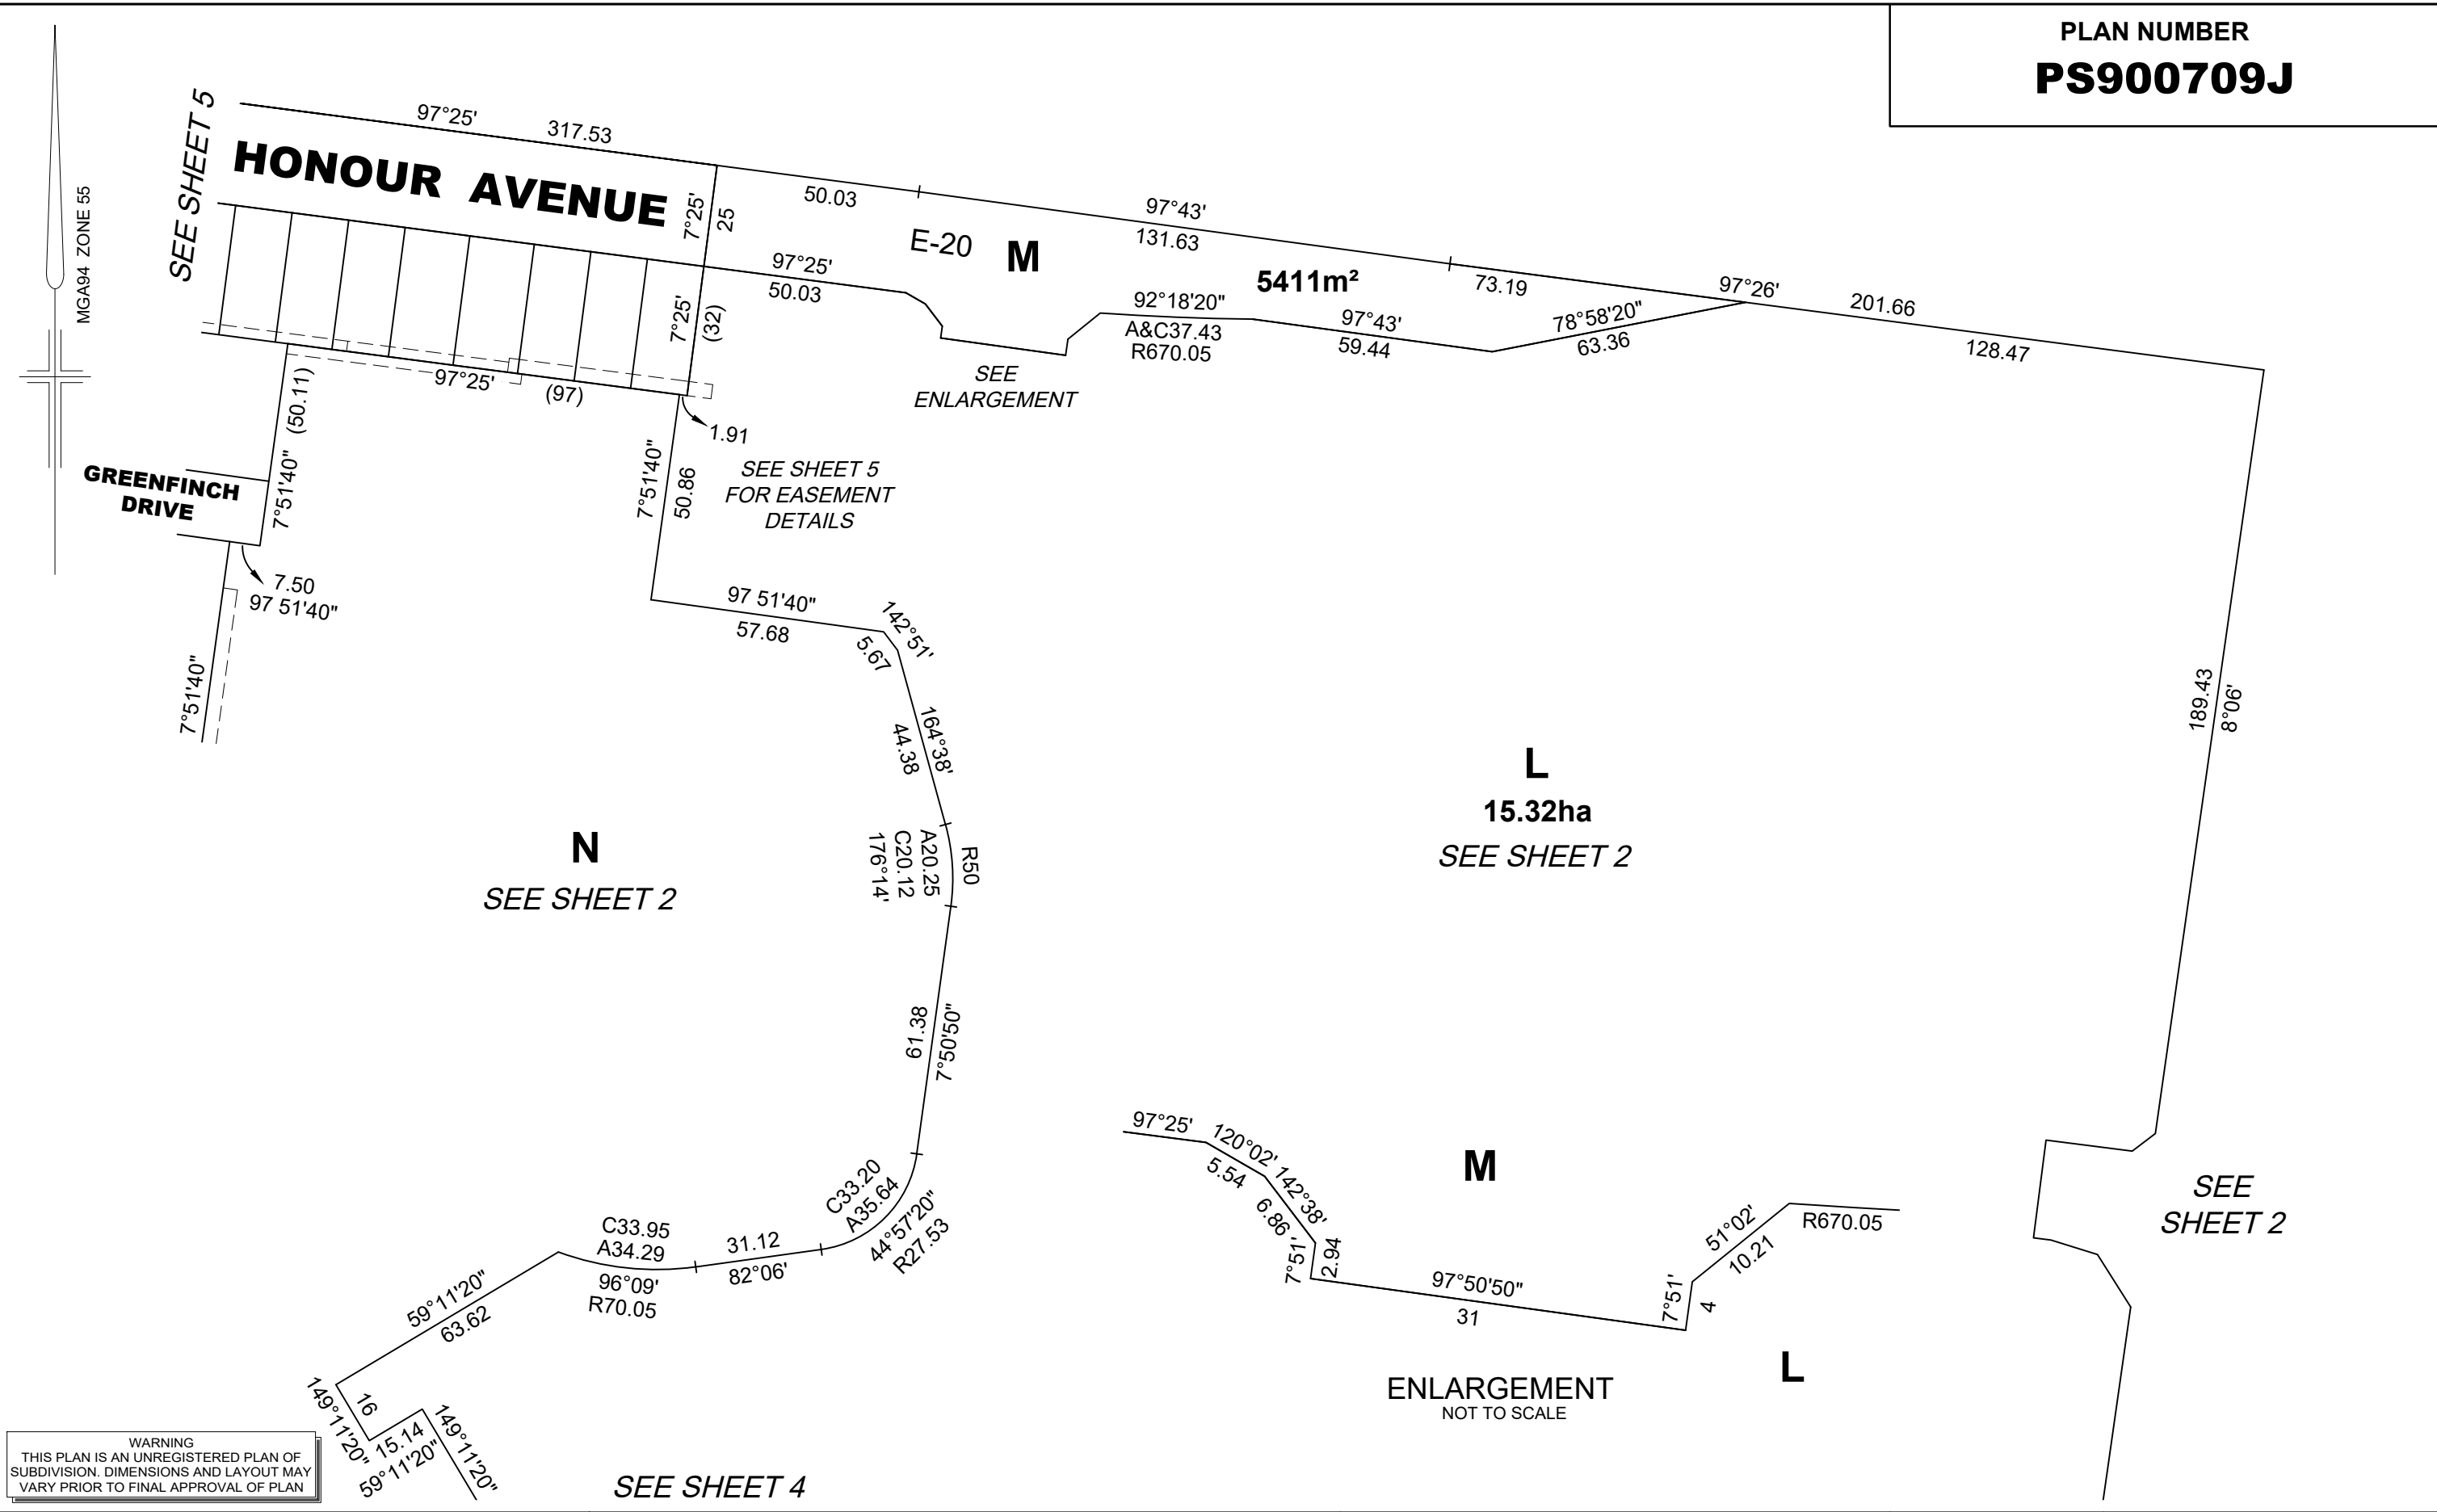 PLAN NUMBER
PS900709J
MGA94 ZONE 55
SEE SHEET 5
97°25'
317.53
HONOUR AVENUE
7°25'
25
50.03
97°43'
131.63
E-20
M
5411m²
73.19
97°26'
201.66
128.47
97°25'
50.03
7°25'
(32)
92°18'20"
A&C37.43
R670.05
97°43'
59.44
78°58'20"
63.36
SEE
ENLARGEMENT
97°25'
(97)
1.91
7°51'40"
(50.11)
GREENFINCH
DRIVE
7.50
97 51'40"
7°51'40"
7°51'40"
50.86
SEE SHEET 5
FOR EASEMENT
DETAILS
97 51'40"
57.68
142°51'
5.67
164°38'
44.38
R50
A20.25
C20.12
176°14'
189.43
8°06'
L
15.32ha
SEE SHEET 2
N
SEE SHEET 2
61.38
7°50'50"
C33.20
A35.64
44°57'20"
R27.53
31.12
82°06'
C33.95
A34.29
96°09'
R70.05
59°11'20"
63.62
16
149°11'20"
15.14
59°11'20"
149°11'20"
97°25'
120°02'
5.54
142°38'
6.86
7°51'
2.94
M
97°50'50"
31
7°51'
4
51°02'
10.21
R670.05
L
ENLARGEMENT
NOT TO SCALE
SEE
SHEET 2
SEE SHEET 4
WARNING
THIS PLAN IS AN UNREGISTERED PLAN OF
SUBDIVISION. DIMENSIONS AND LAYOUT MAY
VARY PRIOR TO FINAL APPROVAL OF PLAN